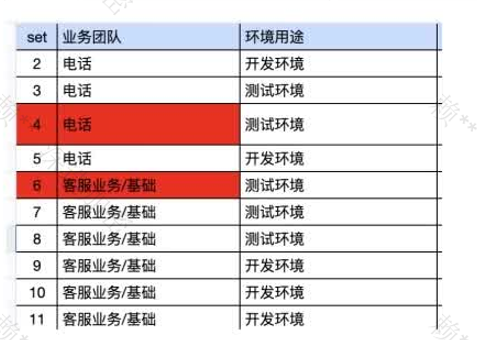 set 业务团队 环境用途
2 电话 开发环境
3 电话 测试环境
4 电话 测试环境
5 电话 开发环境
6 客服业务/基础 测试环境
7 客服业务/基础 测试环境
8 客服业务/基础 测试环境
9 客服业务/基础 开发环境
10 客服业务/基础 开发环境
11 客服业务/基础 开发环境